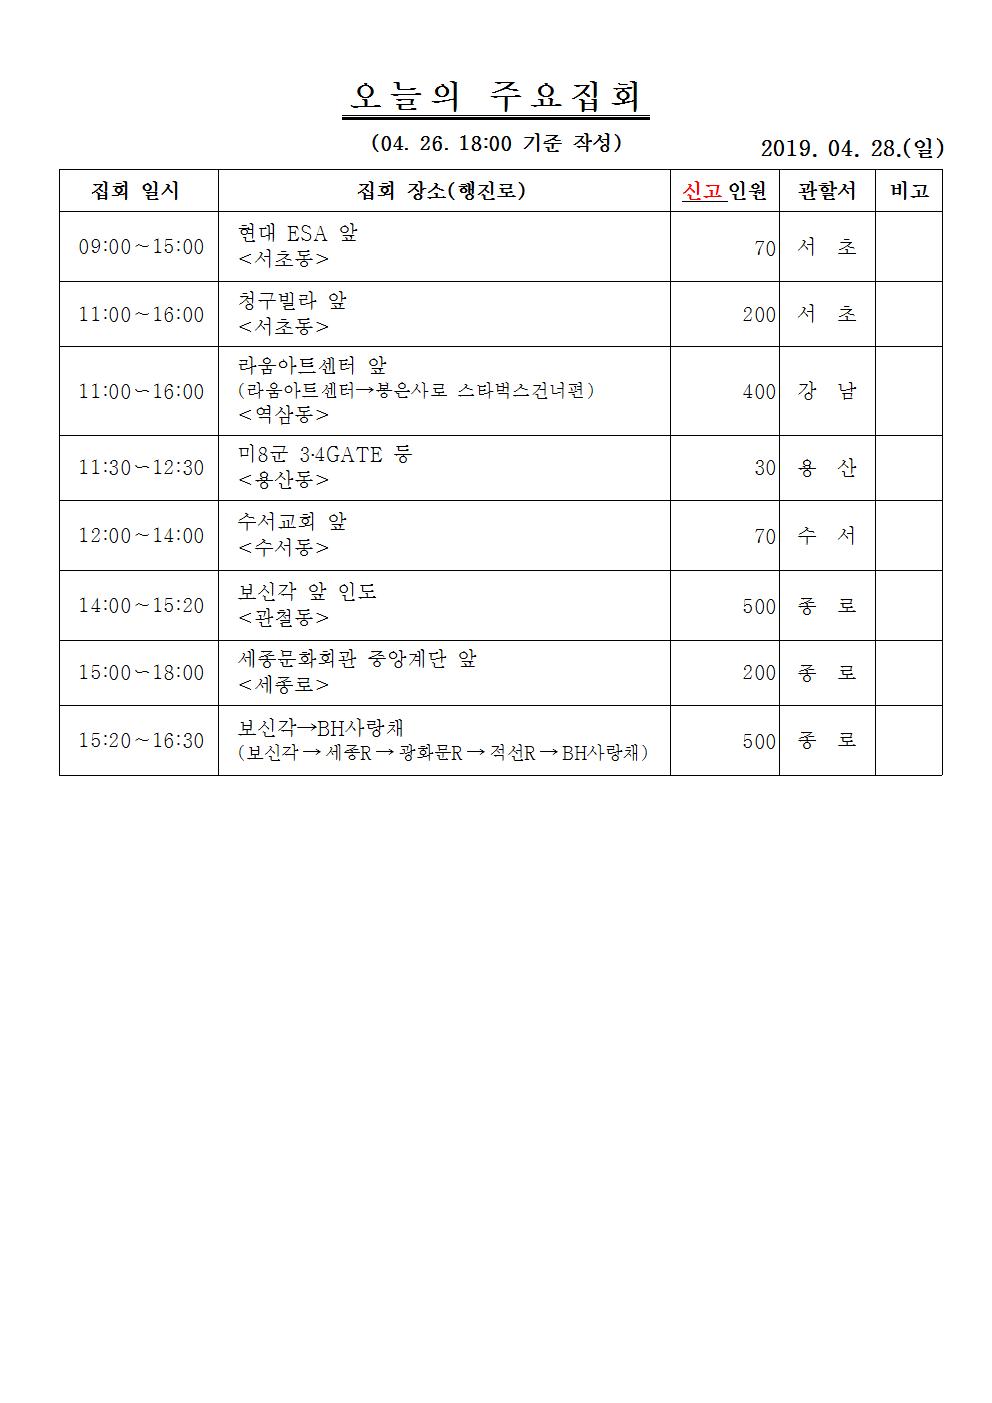 오늘의 주요집회
(04. 26. 18:00 기준 작성)
2019. 04. 28.(일)
집회 일시 집회 장소(행진로) 신고인원 관할서 비고
09:00～15:00 현대 ESA 앞 <서초동> 70 서 초
11:00～16:00 청구빌라 앞 <서초동> 200 서 초
11:00～16:00 라움아트센터 앞 (라움아트센터→봉은사로 스타벅스건너편) <역삼동> 400 강 남
11:30～12:30 미8군 3·4GATE 등 <용산동> 30 용 산
12:00～14:00 수서교회 앞 <수서동> 70 수 서
14:00～15:20 보신각 앞 인도 <관철동> 500 종 로
15:00～18:00 세종문화회관 중앙계단 앞 <세종로> 200 종 로
15:20～16:30 보신각→BH사랑채 (보신각→세종R→광화문R→적선R→BH사랑채) 500 종 로